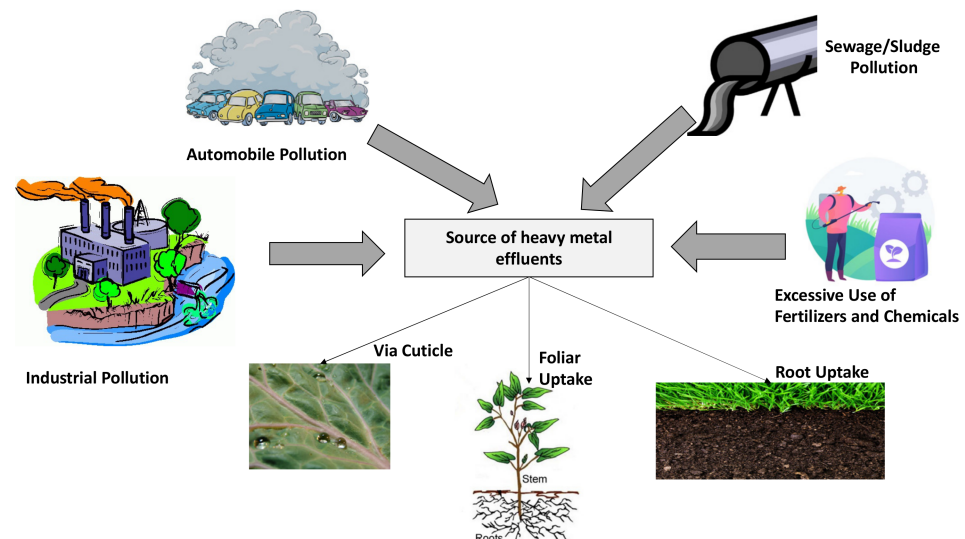 Sewage/Sludge
Pollution
Automobile Pollution
Source of heavy metal
effluents
Excessive Use of
Fertilizers and Chemicals
Industrial Pollution
Via Cuticle
Foliar
Uptake
Root Uptake
Stem
Roots